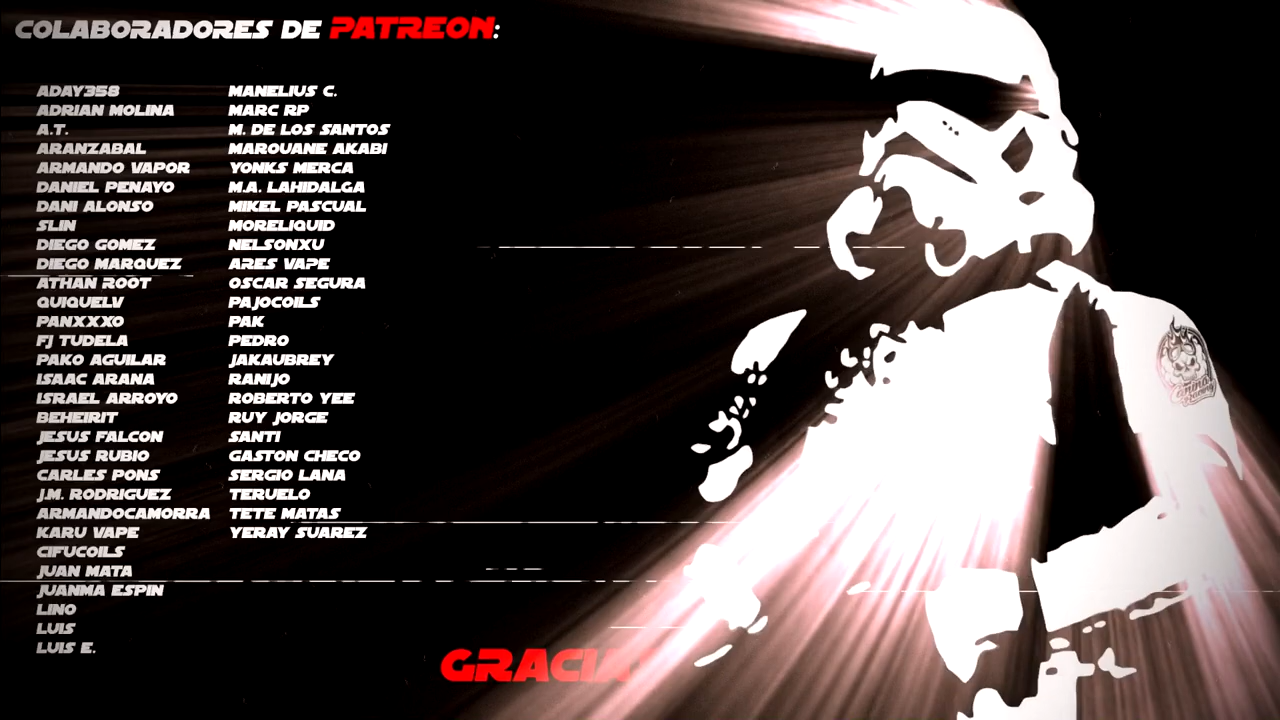 COLABORADORES DE PATREON:
ADAY358
ADRIAN MOLINA
A.T.
ARANZABAL
ARMANDO VAPOR
DANIEL PENAYO
DANI ALONSO
SLIN
DIEGO GOMEZ
DIEGO MARQUEZ
ATHAN ROOT
QUIQUELV
PANXXXO
FJ TUDELA
PAKO AGUILAR
ISAAC ARANA
ISRAEL ARROYO
BEHEIRIT
JESUS FALCON
JESUS RUBIO
CARLES PONS
J.M. RODRIGUEZ
ARMANDOCAMORRA
KARU VAPE
CIFUCOILS
JUAN MATA
JUANMA ESPIN
LINO
LUIS
LUIS E.
MANELIUS C.
MARC RP
M. DE LOS SANTOS
MAROUANE AKABI
YONKS MERCA
M.A. LAHIDALGA
MIKEL PASCUAL
MORELIQUID
NELSONXU
ARES VAPE
OSCAR SEGURA
PAJOCOILS
PAK
PEDRO
JAKAUBREY
RANIJO
ROBERTO YEE
RUY JORGE
SANTI
GASTON CHECO
SERGIO LANA
TERUELO
TETE MATAS
YERAY SUAREZ